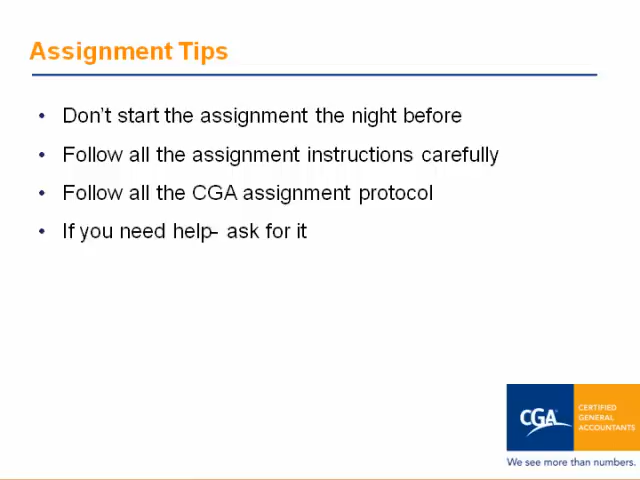 Assignment Tips
• Don't start the assignment the night before
• Follow all the assignment instructions carefully
• Follow all the CGA assignment protocol
• If you need help- ask for it
CGA
CERTIFIED
GENERAL
ACCOUNTANTS
We see more than numbers.